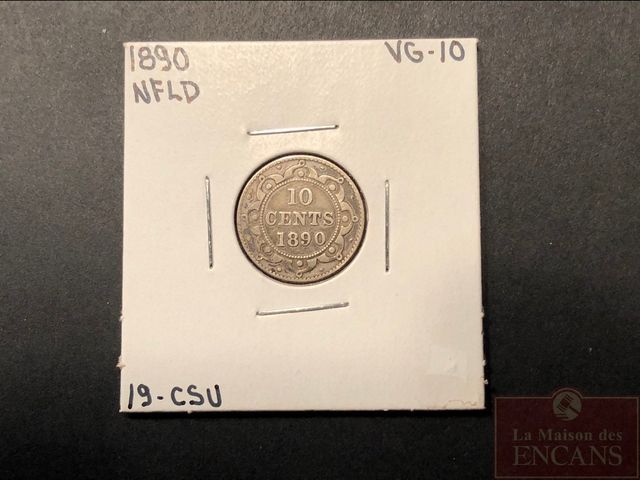 1890
NFLD
VG-10
10
CENTS
1890
19-CSU
La Maison des
ENCANS